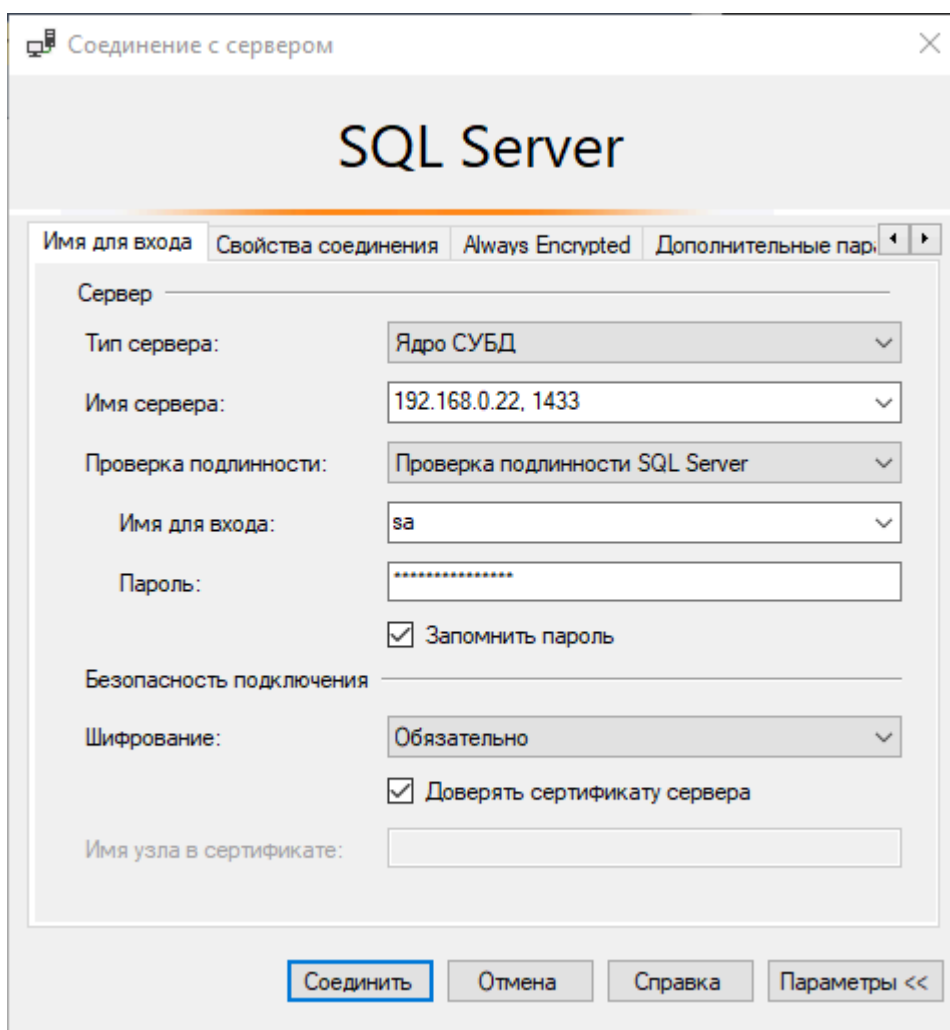 Соединение с сервером
SQL Server
Имя для входа Свойства соединения Always Encrypted Дополнительные пара
Сервер
Тип сервера: Ядро СУБД
Имя сервера: 192.168.0.22, 1433
Проверка подлинности: Проверка подлинности SQL Server
Имя для входа: sa
Пароль: ***************
Запомнить пароль
Безопасность подключения
Шифрование: Обязательно
Доверять сертификату сервера
Имя узла в сертификате:
Соединить Отмена Справка Параметры <<